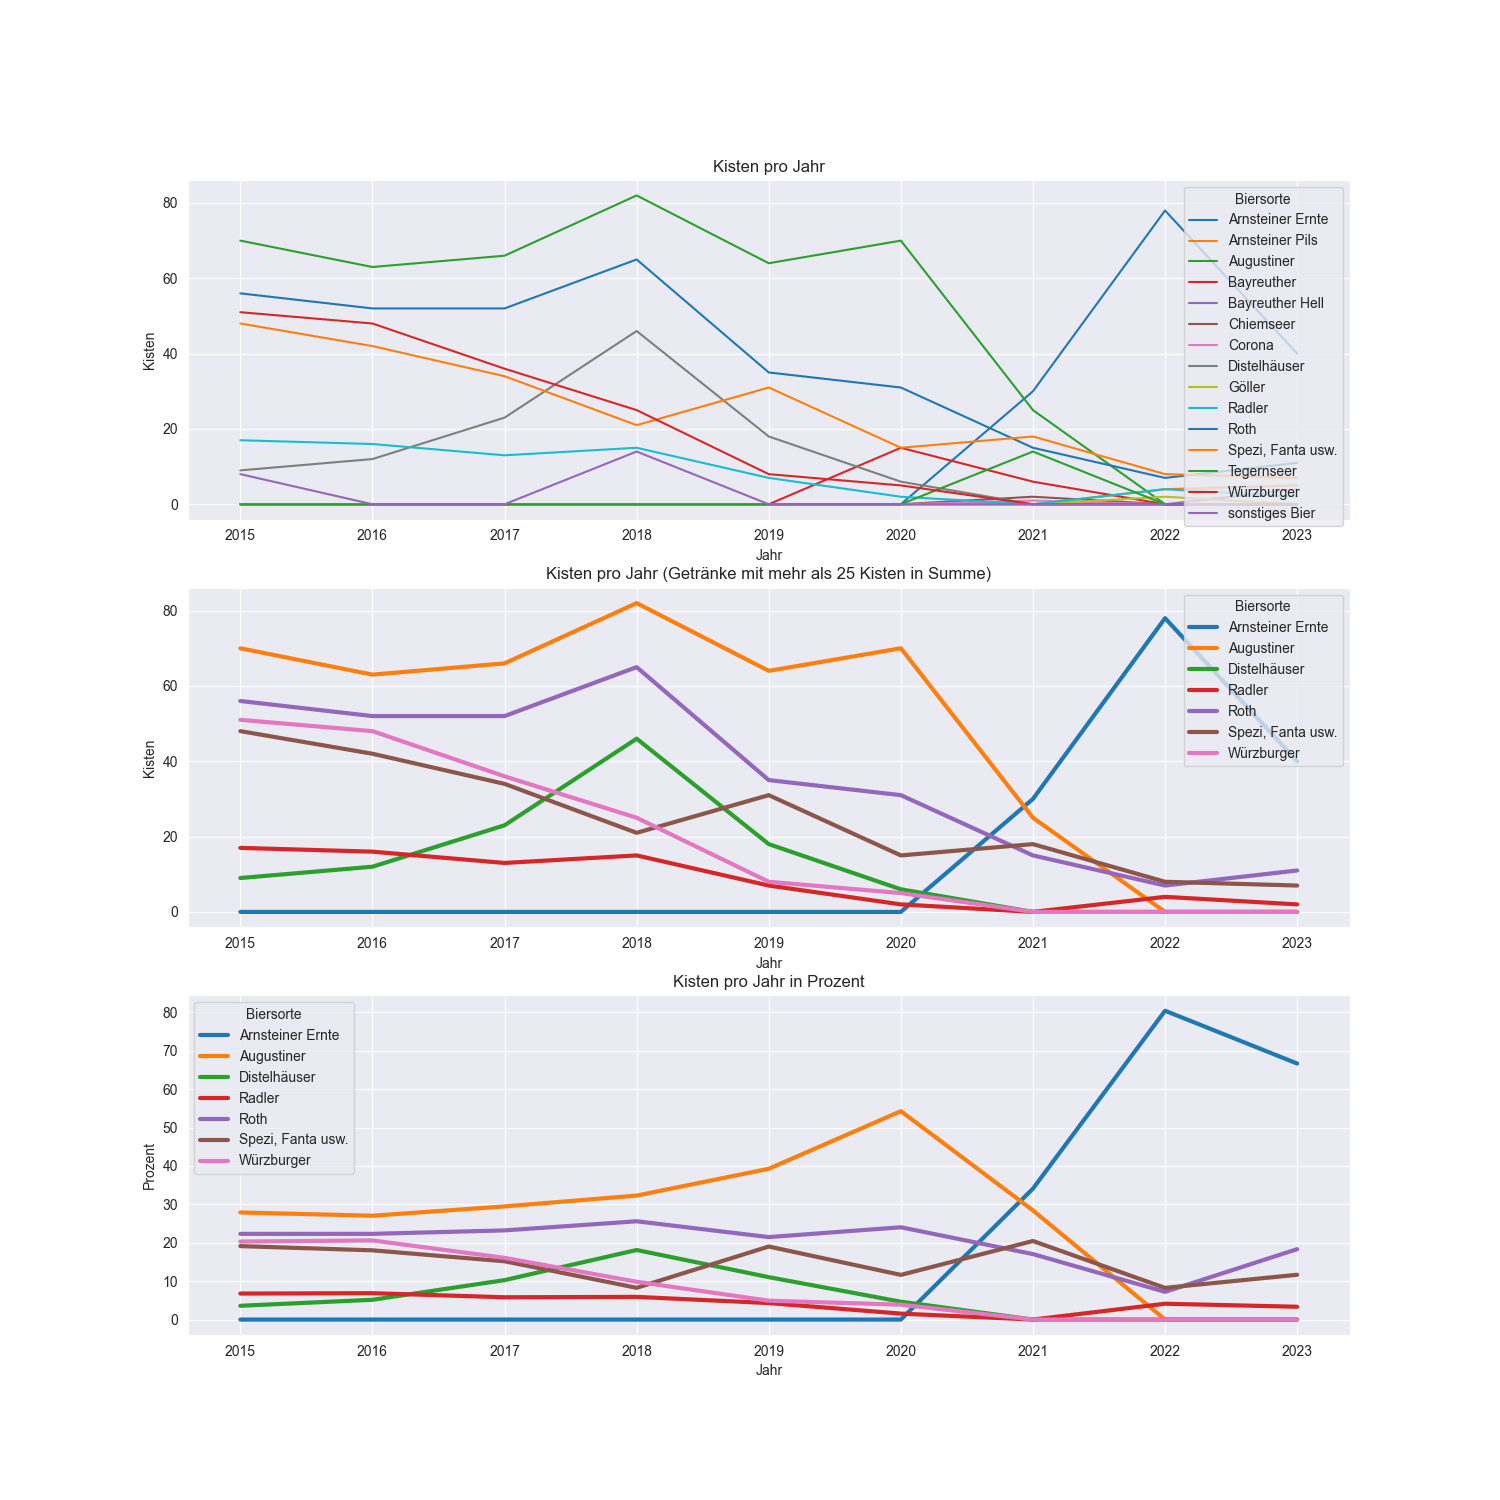 Kisten pro Jahr
80
60
40
20
0
Kisten
2015 2016 2017 2018 2019 2020 2021 2022 2023
Jahr
Biersorte
Arnsteiner Ernte
Arnsteiner Pils
Augustiner
Bayreuther
Bayreuther Hell
Chiemseer
Corona
Distelhäuser
Göller
Radler
Roth
Spezi, Fanta usw.
Tegernseer
Würzburger
sonstiges Bier
Kisten pro Jahr (Getränke mit mehr als 25 Kisten in Summe)
80
60
40
20
0
Kisten
2015 2016 2017 2018 2019 2020 2021 2022 2023
Jahr
Biersorte
Arnsteiner Ernte
Augustiner
Distelhäuser
Radler
Roth
Spezi, Fanta usw.
Würzburger
Kisten pro Jahr in Prozent
80
70
60
50
40
30
20
10
0
Prozent
2015 2016 2017 2018 2019 2020 2021 2022 2023
Jahr
Biersorte
Arnsteiner Ernte
Augustiner
Distelhäuser
Radler
Roth
Spezi, Fanta usw.
Würzburger